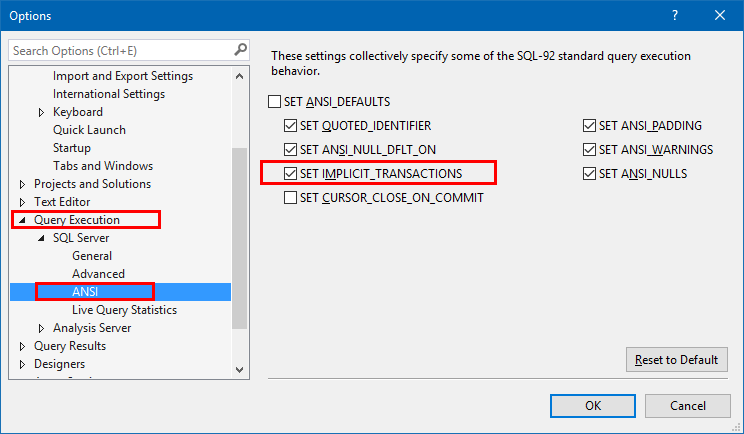 Options
Search Options (Ctrl+E)
Import and Export Settings
International Settings
Keyboard
Quick Launch
Startup
Tabs and Windows
Projects and Solutions
Text Editor
Query Execution
SQL Server
General
Advanced
ANSI
Live Query Statistics
Analysis Server
Query Results
Designers
These settings collectively specify some of the SQL-92 standard query execution
behavior.
SET ANSI_DEFAULTS
SET QUOTED_IDENTIFIER
SET ANSI_PADDING
SET ANSI_NULL_DFLT_ON
SET ANSI_WARNINGS
SET IMPLICIT_TRANSACTIONS
SET ANSI_NULLS
SET CURSOR_CLOSE_ON_COMMIT
Reset to Default
OK
Cancel